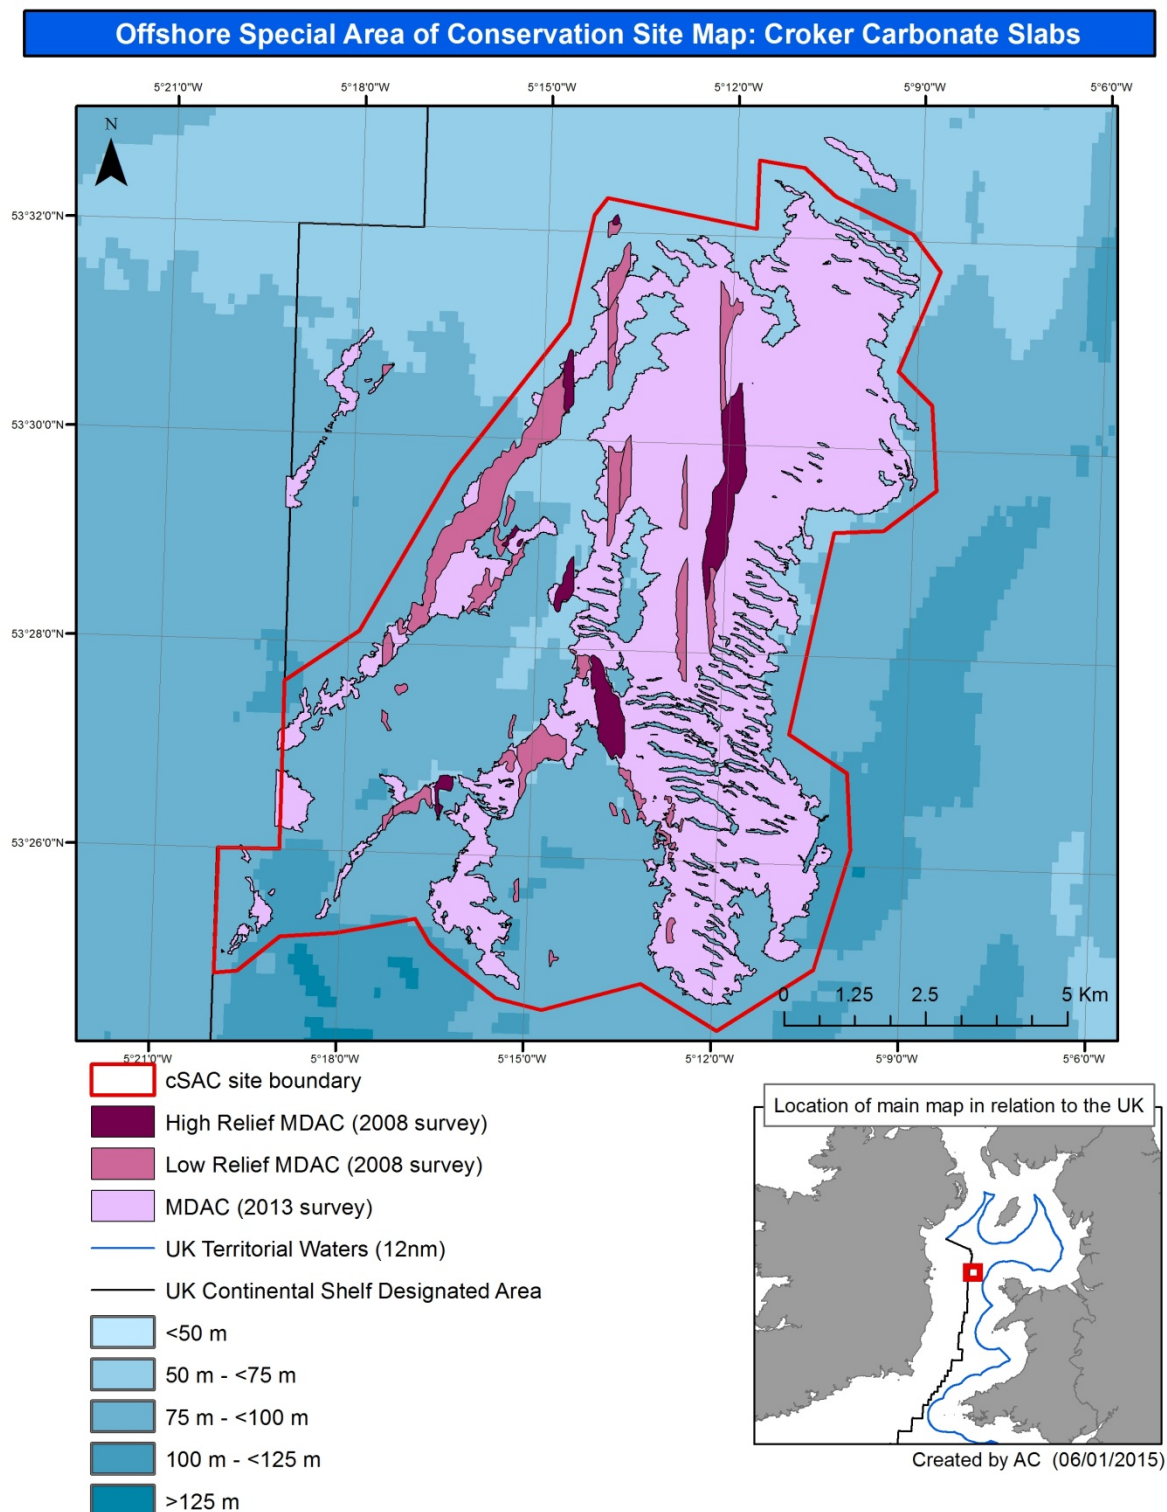 Offshore Special Area of Conservation Site Map: Croker Carbonate Slabs
5°21'0"W 5°18'0"W 5°15'0"W 5°12'0"W 5°9'0"W 5°6'0"W
N
53°32'0"N
53°30'0"N
53°28'0"N
53°26'0"N
0 1.25 2.5 5 Km
5°21'0"W 5°18'0"W 5°15'0"W 5°12'0"W 5°9'0"W 5°6'0"W
cSAC site boundary
High Relief MDAC (2008 survey)
Low Relief MDAC (2008 survey)
MDAC (2013 survey)
UK Territorial Waters (12nm)
UK Continental Shelf Designated Area
<50 m
50 m - <75 m
75 m - <100 m
100 m - <125 m
>125 m
Location of main map in relation to the UK
Created by AC (06/01/2015)